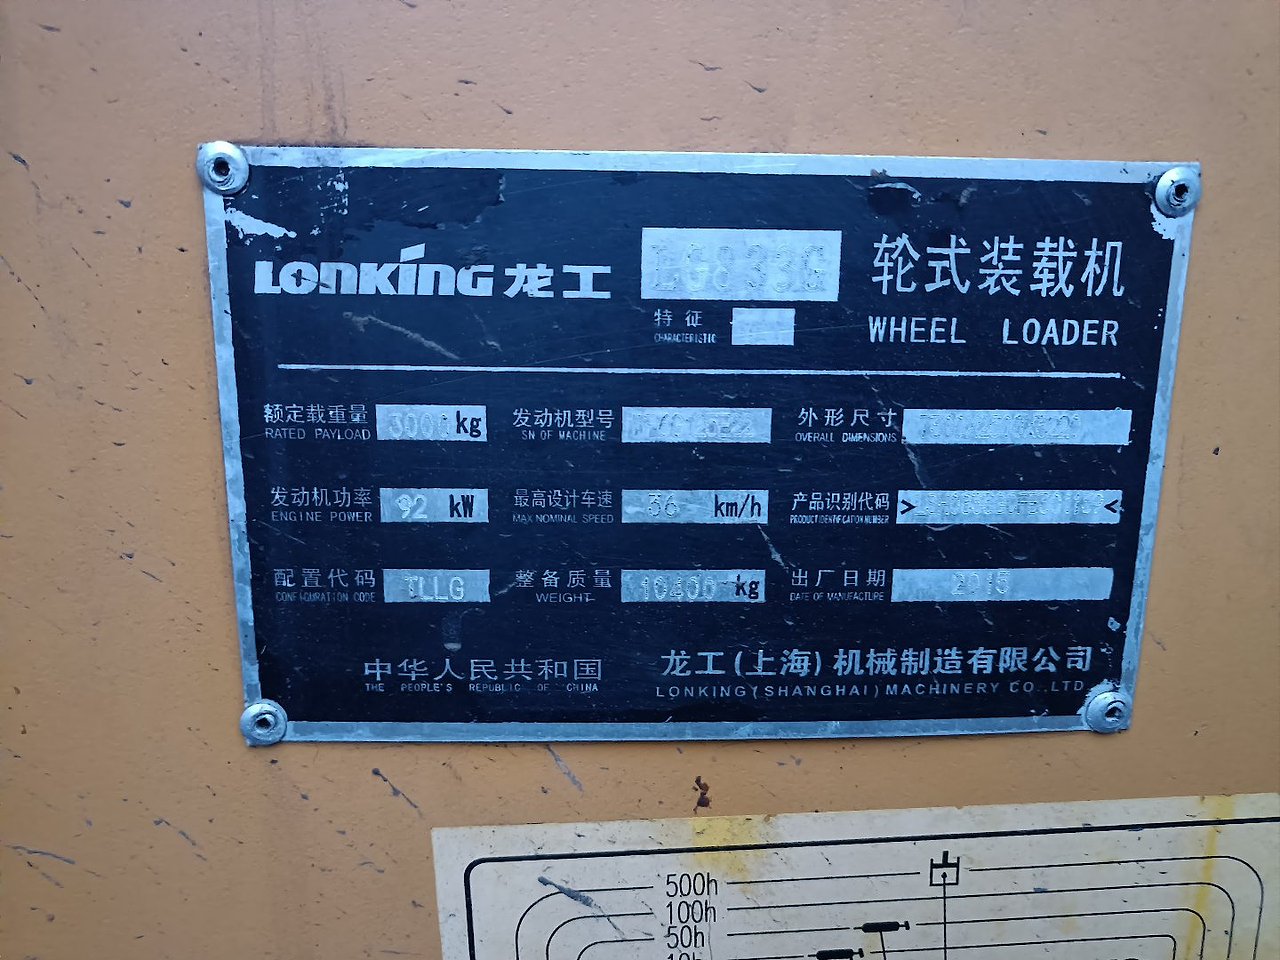 LONKING 龙工 LG833G 轮式装载机
特征
CHARACTERISTIC
WHEEL LOADER
额定载重量 3000 kg 发动机型号 外形尺寸
RATED PAYLOAD SN OF MACHINE OVERALL DIMENSIONS
发动机功率 92 kW 最高设计车速 36 km/h 产品识别代码 > <
ENGINE POWER MAX NOMINAL SPEED PRODUCT IDENTIFICATION NUMBER
配置代码 TLLG 整备质量 10400 kg 出厂日期 2015
CONFIGURATION CODE WEIGHT DATE OF MANUFACTURE
中华人民共和国 龙工(上海)机械制造有限公司
THE PEOPLE'S REPUBLIC OF CHINA LONKING(SHANGHAI)MACHINERY CO.,LTD
500h
100h
50h
10h